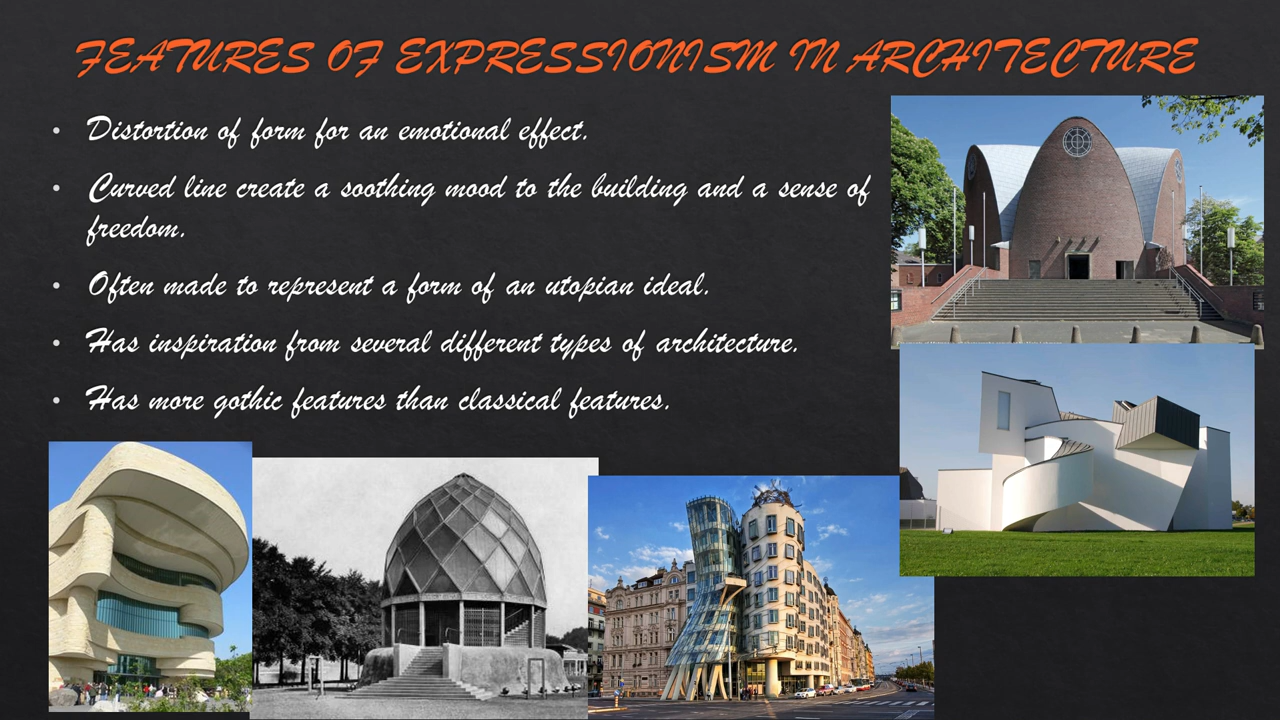 FEATURES OF EXPRESSIONISM IN ARCHITECTURE
• Distortion of form for an emotional effect.
• Curved line create a soothing mood to the building and a sense of
freedom.
• Often made to represent a form of an utopian ideal.
• Has inspiration from several different types of architecture.
• Has more gothic features than classical features.